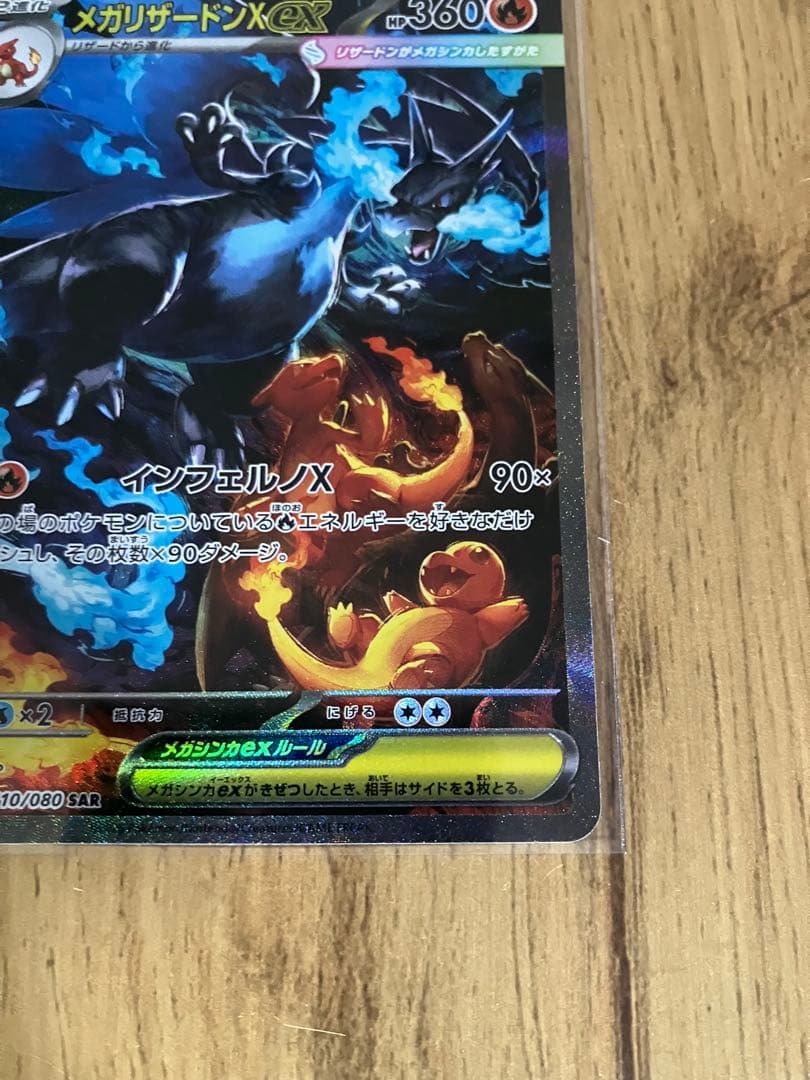 2進化
メガリザードンXex HP360
リザードから進化
リザードンがメガシンカしたすがた
インフェルノX 90×
の場のポケモンについているエネルギーを好きなだけ
シュし、その枚数×90ダメージ。
×2 抵抗力 にげる
メガシンカexルール
メガシンカexがきぜつしたとき、相手はサイドを3枚とる。
10/080 SAR